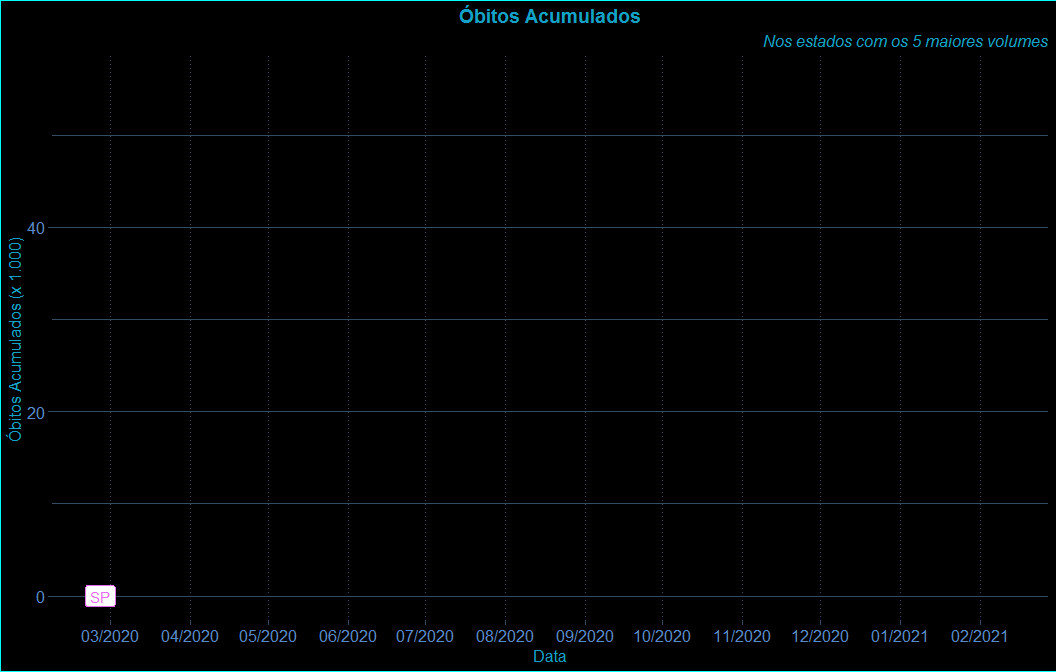 Óbitos Acumulados
Nos estados com os 5 maiores volumes
Óbitos Acumulados (x 1.000)
40
20
0
SP
03/2020 04/2020 05/2020 06/2020 07/2020 08/2020 09/2020 10/2020 11/2020 12/2020 01/2021 02/2021
Data